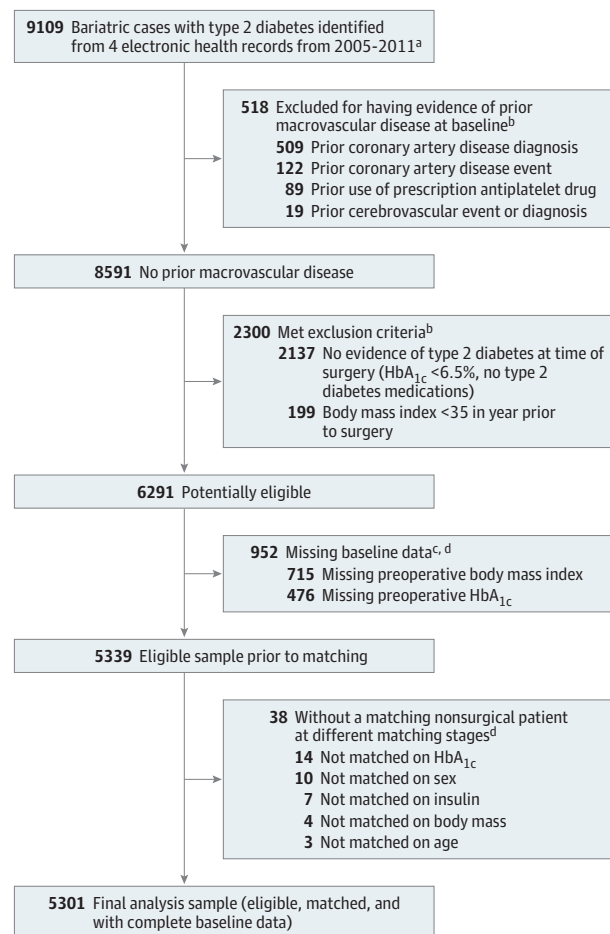 9109 Bariatric cases with type 2 diabetes identified
from 4 electronic health records from 2005-2011a
518 Excluded for having evidence of prior
macrovascular disease at baselineb
509 Prior coronary artery disease diagnosis
122 Prior coronary artery disease event
89 Prior use of prescription antiplatelet drug
19 Prior cerebrovascular event or diagnosis
8591 No prior macrovascular disease
2300 Met exclusion criteriab
2137 No evidence of type 2 diabetes at time of
surgery (HbA1c <6.5%, no type 2
diabetes medications)
199 Body mass index <35 in year prior
to surgery
6291 Potentially eligible
952 Missing baseline datac, d
715 Missing preoperative body mass index
476 Missing preoperative HbA1c
5339 Eligible sample prior to matching
38 Without a matching nonsurgical patient
at different matching stagesd
14 Not matched on HbA1c
10 Not matched on sex
7 Not matched on insulin
4 Not matched on body mass
3 Not matched on age
5301 Final analysis sample (eligible, matched, and
with complete baseline data)